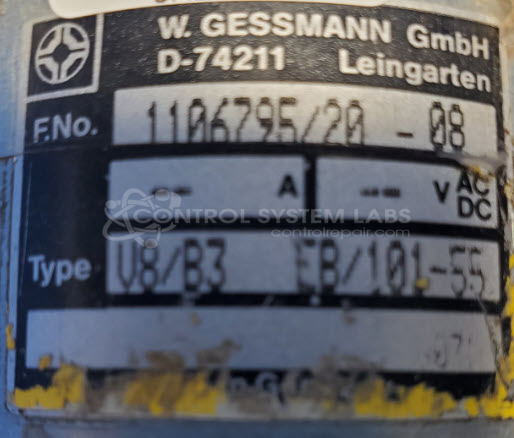 W. GESSMANN GmbH
D-74211 Leingarten
F.No. 1106795/20 -08
-- A -- V AC DC
CONTROL SYSTEM LABS
controlrepair.com
Type V8/B3 EB/101-55